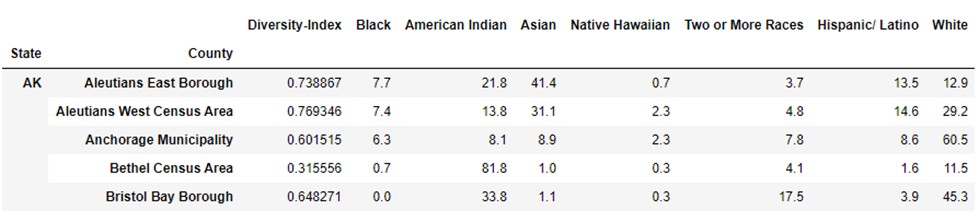 Diversity-Index Black American Indian Asian Native Hawaiian Two or More Races Hispanic/ Latino White
State County
AK Aleutians East Borough 0.738867 7.7 21.8 41.4 0.7 3.7 13.5 12.9
Aleutians West Census Area 0.769346 7.4 13.8 31.1 2.3 4.8 14.6 29.2
Anchorage Municipality 0.601515 6.3 8.1 8.9 2.3 7.8 8.6 60.5
Bethel Census Area 0.315556 0.7 81.8 1.0 0.3 4.1 1.6 11.5
Bristol Bay Borough 0.648271 0.0 33.8 1.1 0.3 17.5 3.9 45.3